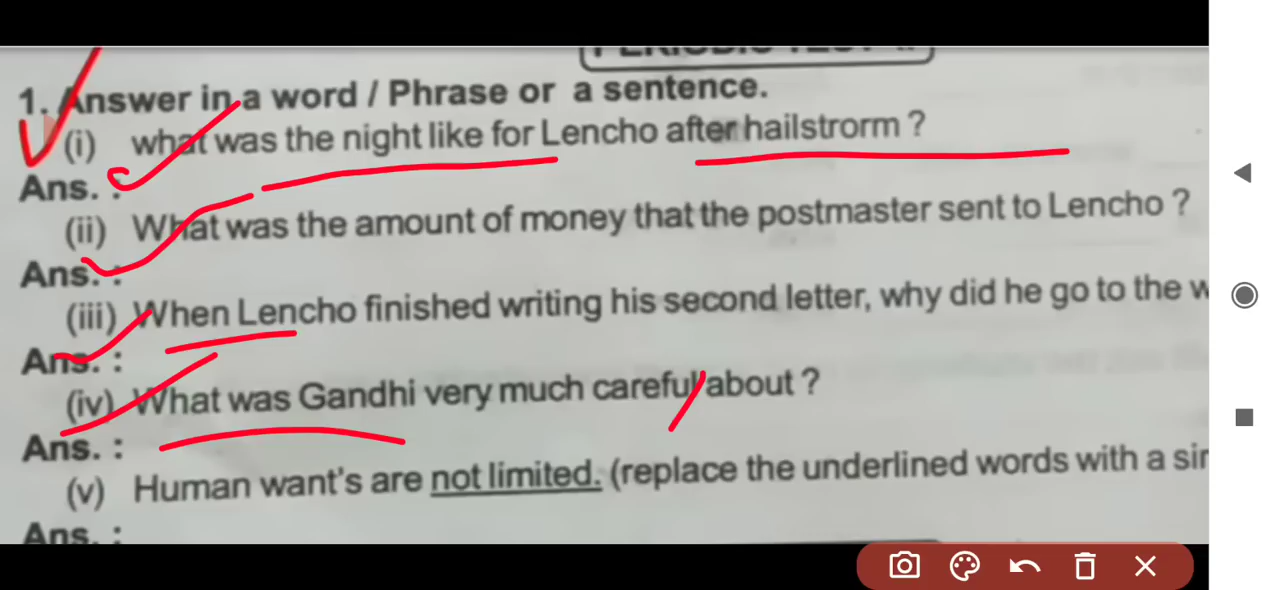 1. Answer in a word / Phrase or a sentence.
(i) what was the night like for Lencho after hailstrorm ?
Ans. :
(ii) What was the amount of money that the postmaster sent to Lencho ?
Ans. :
(iii) When Lencho finished writing his second letter, why did he go to the
Ans. :
(iv) What was Gandhi very much careful about ?
Ans. :
(v) Human want's are not limited. (replace the underlined words with a
Ans. :